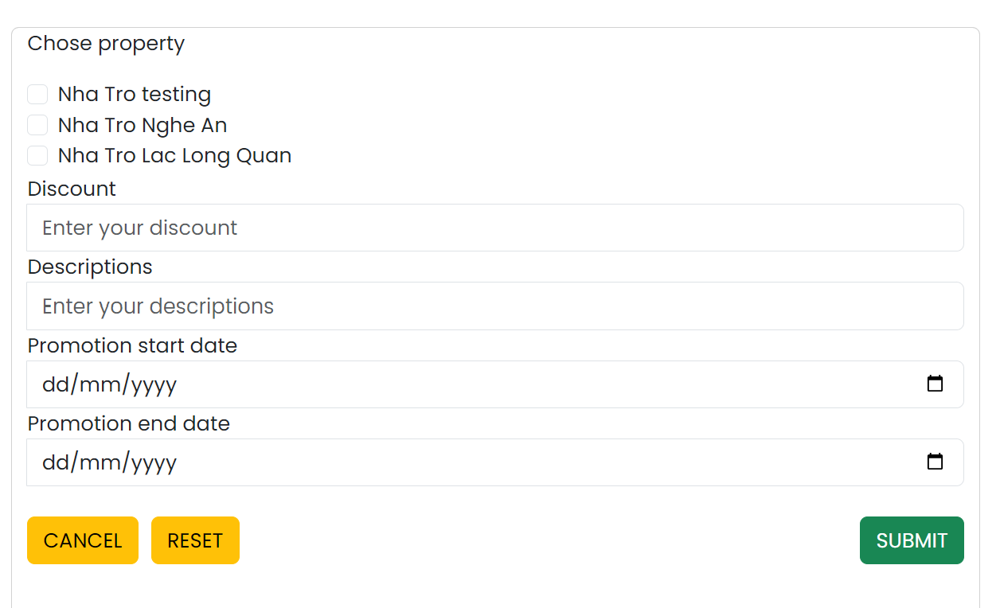 Chose property
Nha Tro testing
Nha Tro Nghe An
Nha Tro Lac Long Quan
Discount
Enter your discount
Descriptions
Enter your descriptions
Promotion start date
dd/mm/yyyy
Promotion end date
dd/mm/yyyy
CANCEL RESET SUBMIT